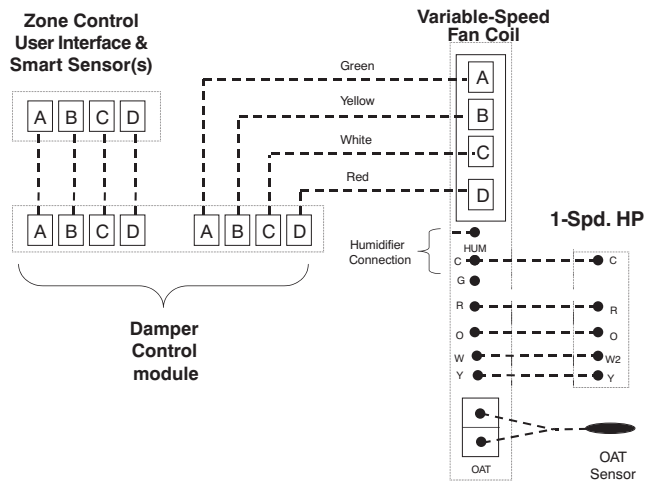 Zone Control
User Interface &
Smart Sensor(s)
A B C D
Variable-Speed
Fan Coil
Green
Yellow
White
Red
A
B
C
D
A B C D
A B C D
Damper
Control
module
Humidifier
Connection
HUM
C
G
R
O
W
Y
1-Spd. HP
C
R
O
W2
Y
OAT
OAT
Sensor